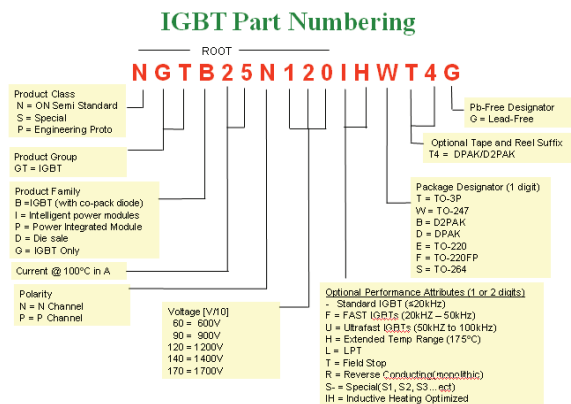 IGBT Part Numbering
ROOT
NGTB25N120IHWT4G
Product Class
N = ON Semi Standard
S = Special
P = Engineering Proto
Pb-Free Designator
G = Lead-Free
Optional Tape and Reel Suffix
T4 = DPAK/D2PAK
Product Group
GT = IGBT
Product Family
B =IGBT (with co-pack diode)
I = Intelligent power modules
P = Power Integrated Module
D = Die sale
G = IGBT Only
Package Designator (1 digit)
T = TO-3P
W = TO-247
B = D2PAK
D = DPAK
E = TO-220
F = TO-220FP
S = TO-264
Current @ 100°C in A
Polarity
N = N Channel
P = P Channel
Voltage [V/10]
60 = 600V
90 = 900V
120 = 1200V
140 = 1400V
170 = 1700V
Optional Performance Attributes (1 or 2 digits)
- Standard IGBT (≤20kHz)
F = FAST IGBTs (20kHZ – 50kHz)
U = Ultrafast IGBTs (50KHZ to 100kHz)
H = Extended Temp Range (175°C)
L = LPT
T = Field Stop
R = Reverse Conducting(monolithic)
S- = Special(S1, S2, S3...ect)
IH = Inductive Heating Optimized